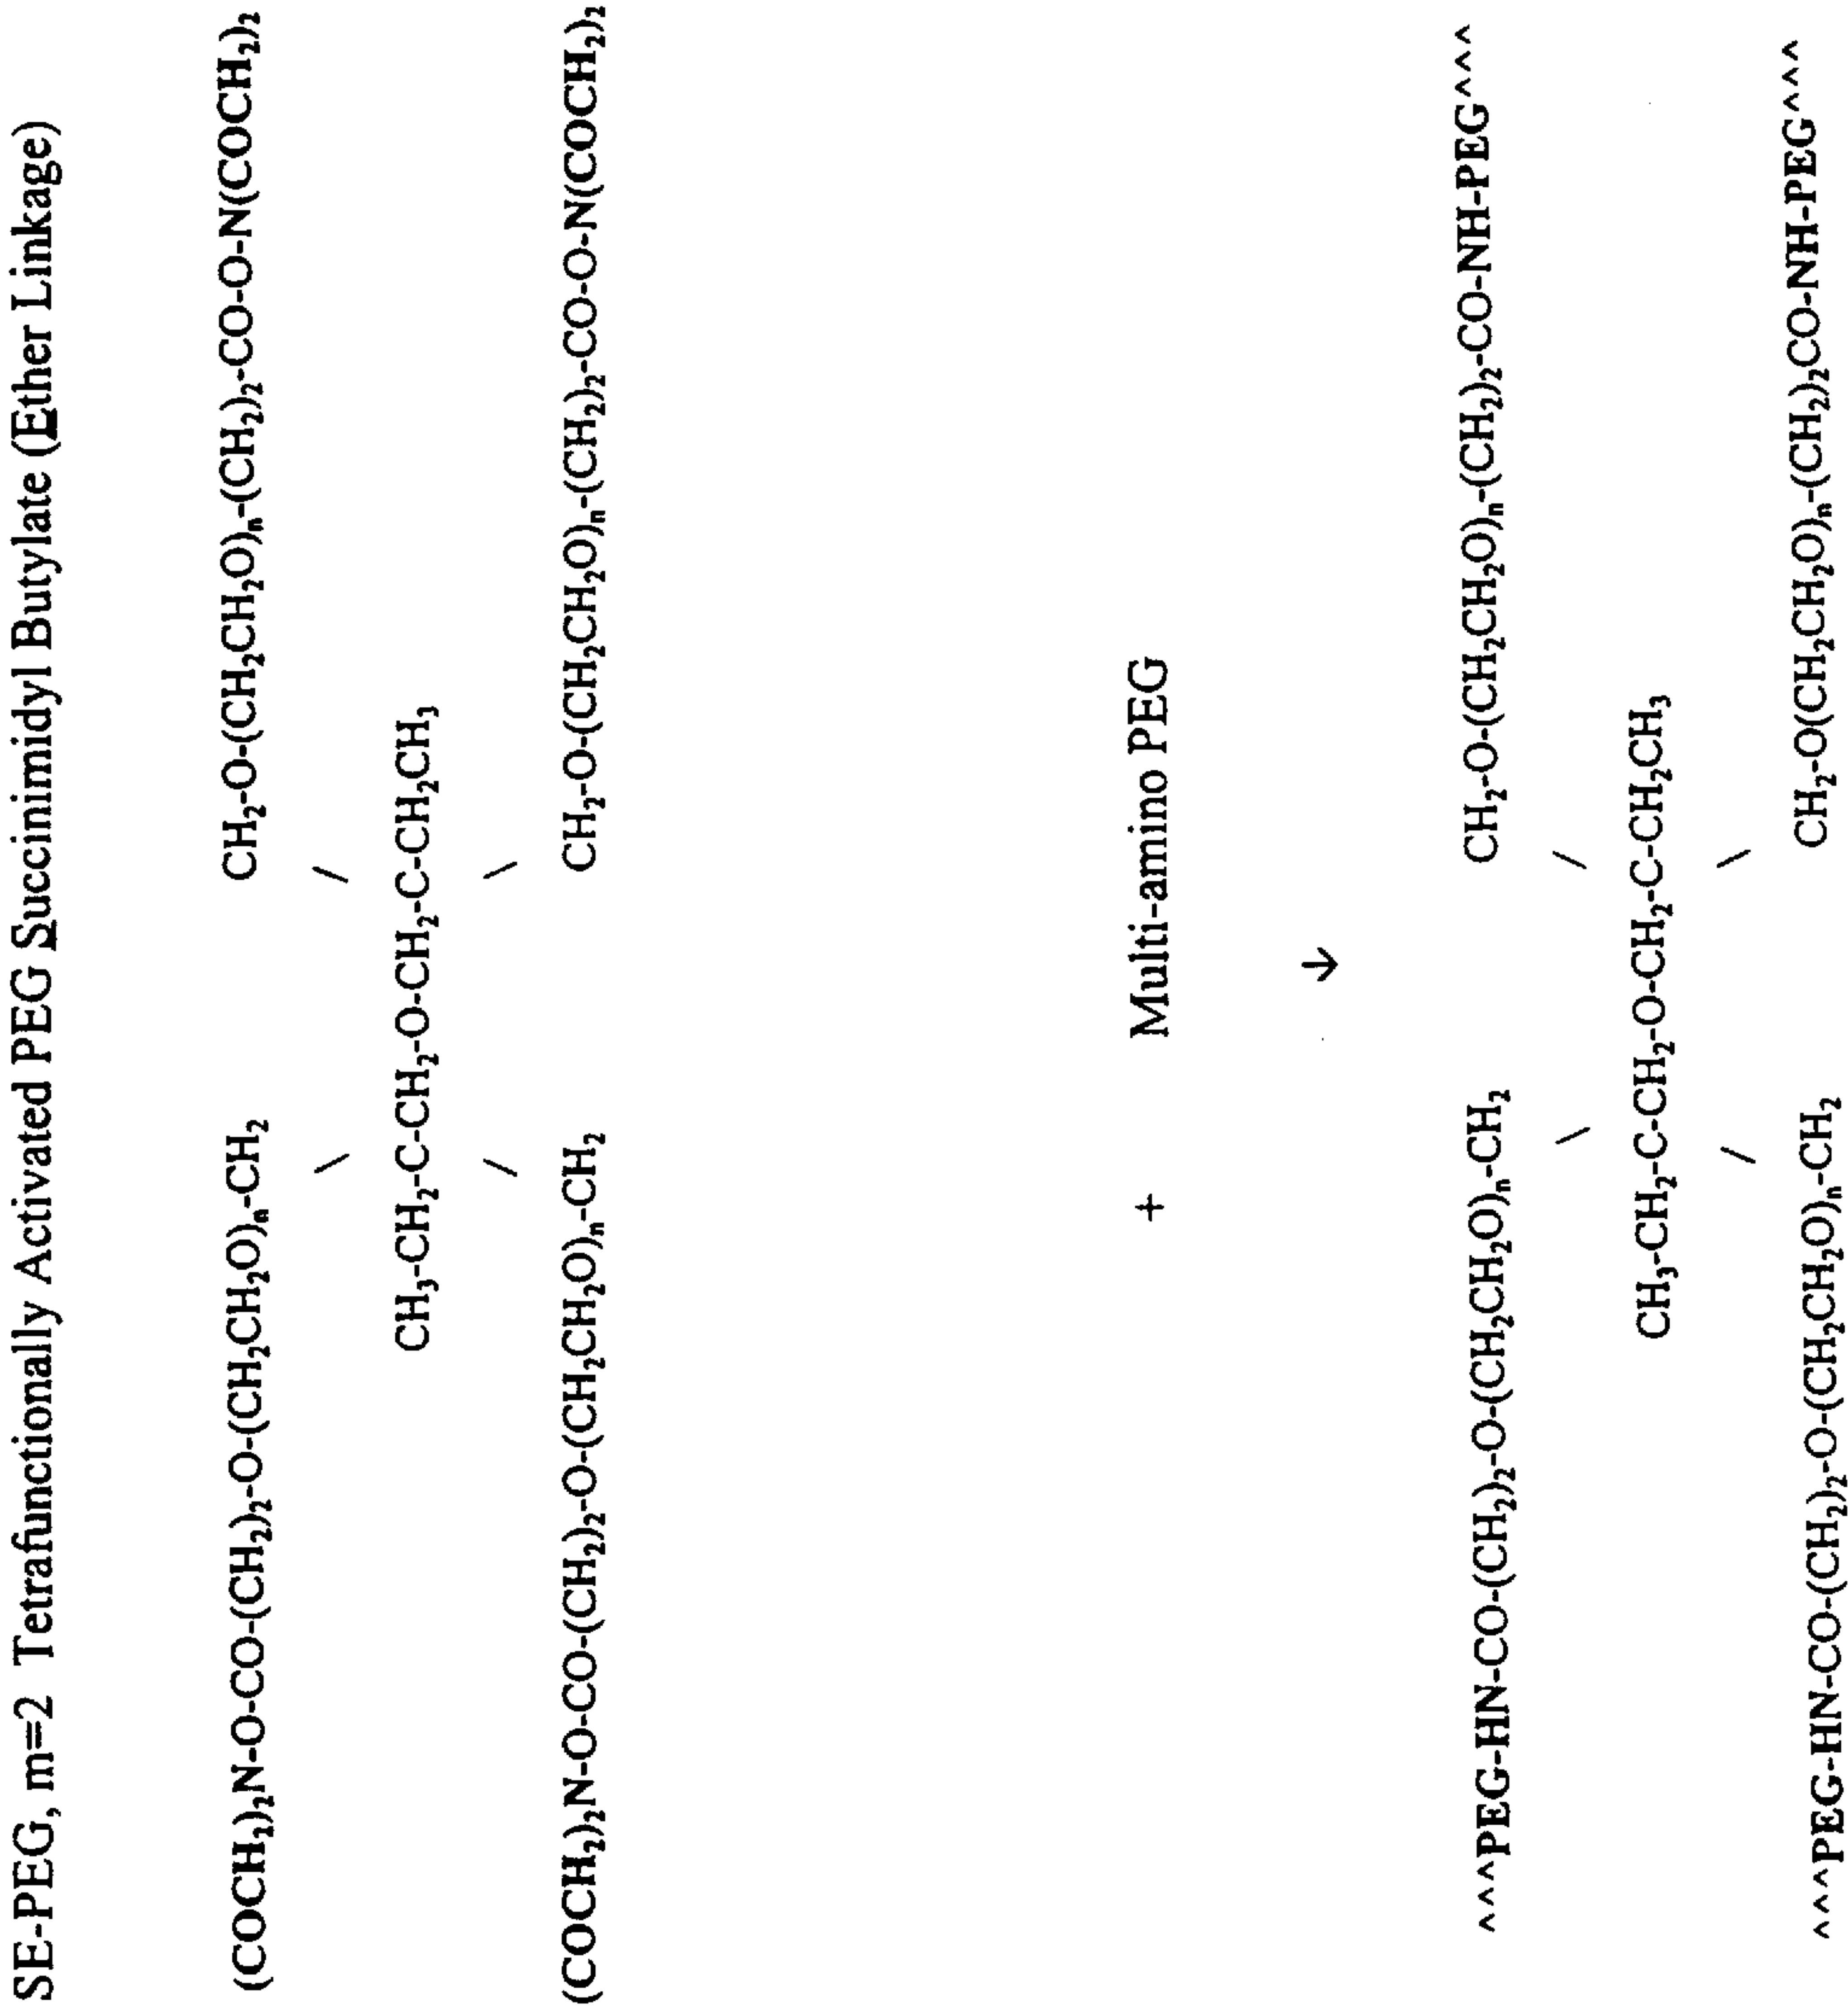 SE-PEG, m=2 Tetrafunctionally Activated PEG Succinimidyl Butylate (Ether Linkage)
(COCH₂)₂N-O-CO-(CH₂)₂-O-(CH₂CH₂O)ₙ-CH₂ CH₂-O-(CH₂CH₂O)ₙ-(CH₂)₂-CO-O-N(COCH₂)₂
\ /
CH₃-CH₂-C-CH₂-O-CH₂-C-CH₂CH₃
/ \
(COCH₂)₂N-O-CO-(CH₂)₂-O-(CH₂CH₂O)ₙ-CH₂ CH₂-O-(CH₂CH₂O)ₙ-(CH₂)₂-CO-O-N(COCH₂)₂
+ Multi-amino PEG
↓
^^^PEG-HN-CO-(CH₂)₂-O-(CH₂CH₂O)ₙ-CH₂ CH₂-O-(CH₂CH₂O)ₙ-(CH₂)₂-CO-NH-PEG^^^
\ /
CH₃-CH₂-C-CH₂-O-CH₂-C-CH₂CH₃
/ \
^^^PEG-HN-CO-(CH₂)₂-O-(CH₂CH₂O)ₙ-CH₂ CH₂-O(CH₂CH₂O)ₙ-(CH₂)₂CO-NH-PEG^^^